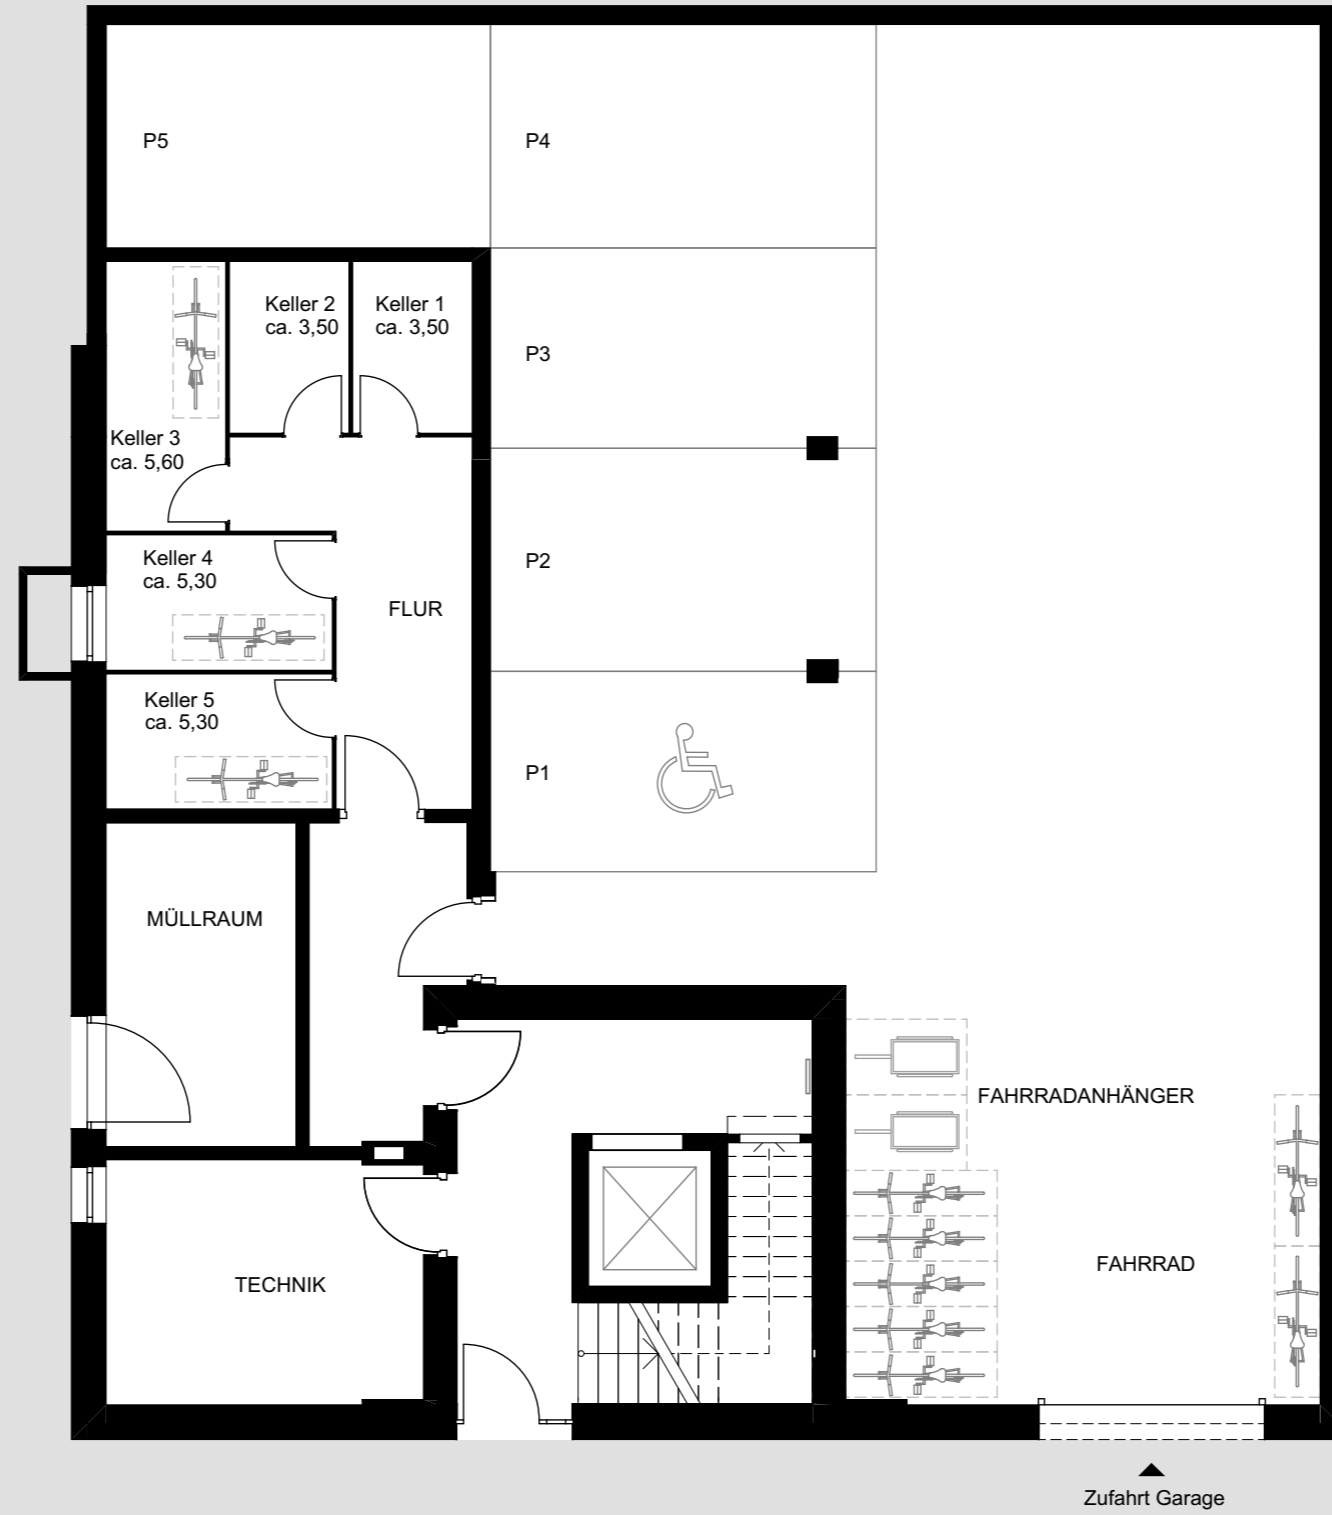 P5
P4
Keller 2
ca. 3,50
Keller 1
ca. 3,50
P3
Keller 3
ca. 5,60
Keller 4
ca. 5,30
P2
FLUR
Keller 5
ca. 5,30
P1
MÜLLRAUM
FAHRRADANHÄNGER
FAHRRAD
TECHNIK
Zufahrt Garage